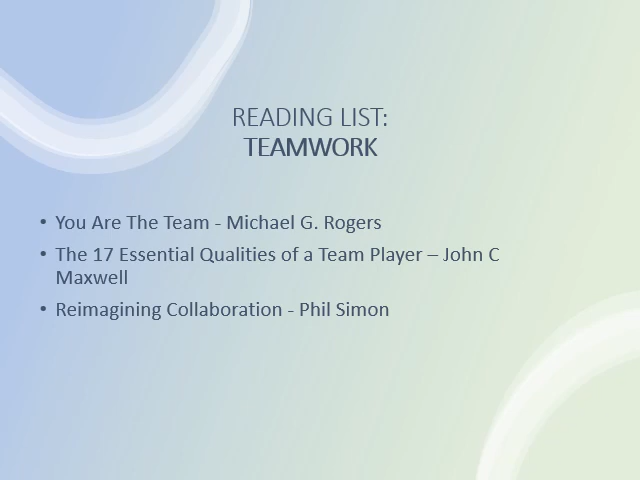 READING LIST:
TEAMWORK
• You Are The Team - Michael G. Rogers
• The 17 Essential Qualities of a Team Player – John C
Maxwell
• Reimagining Collaboration - Phil Simon